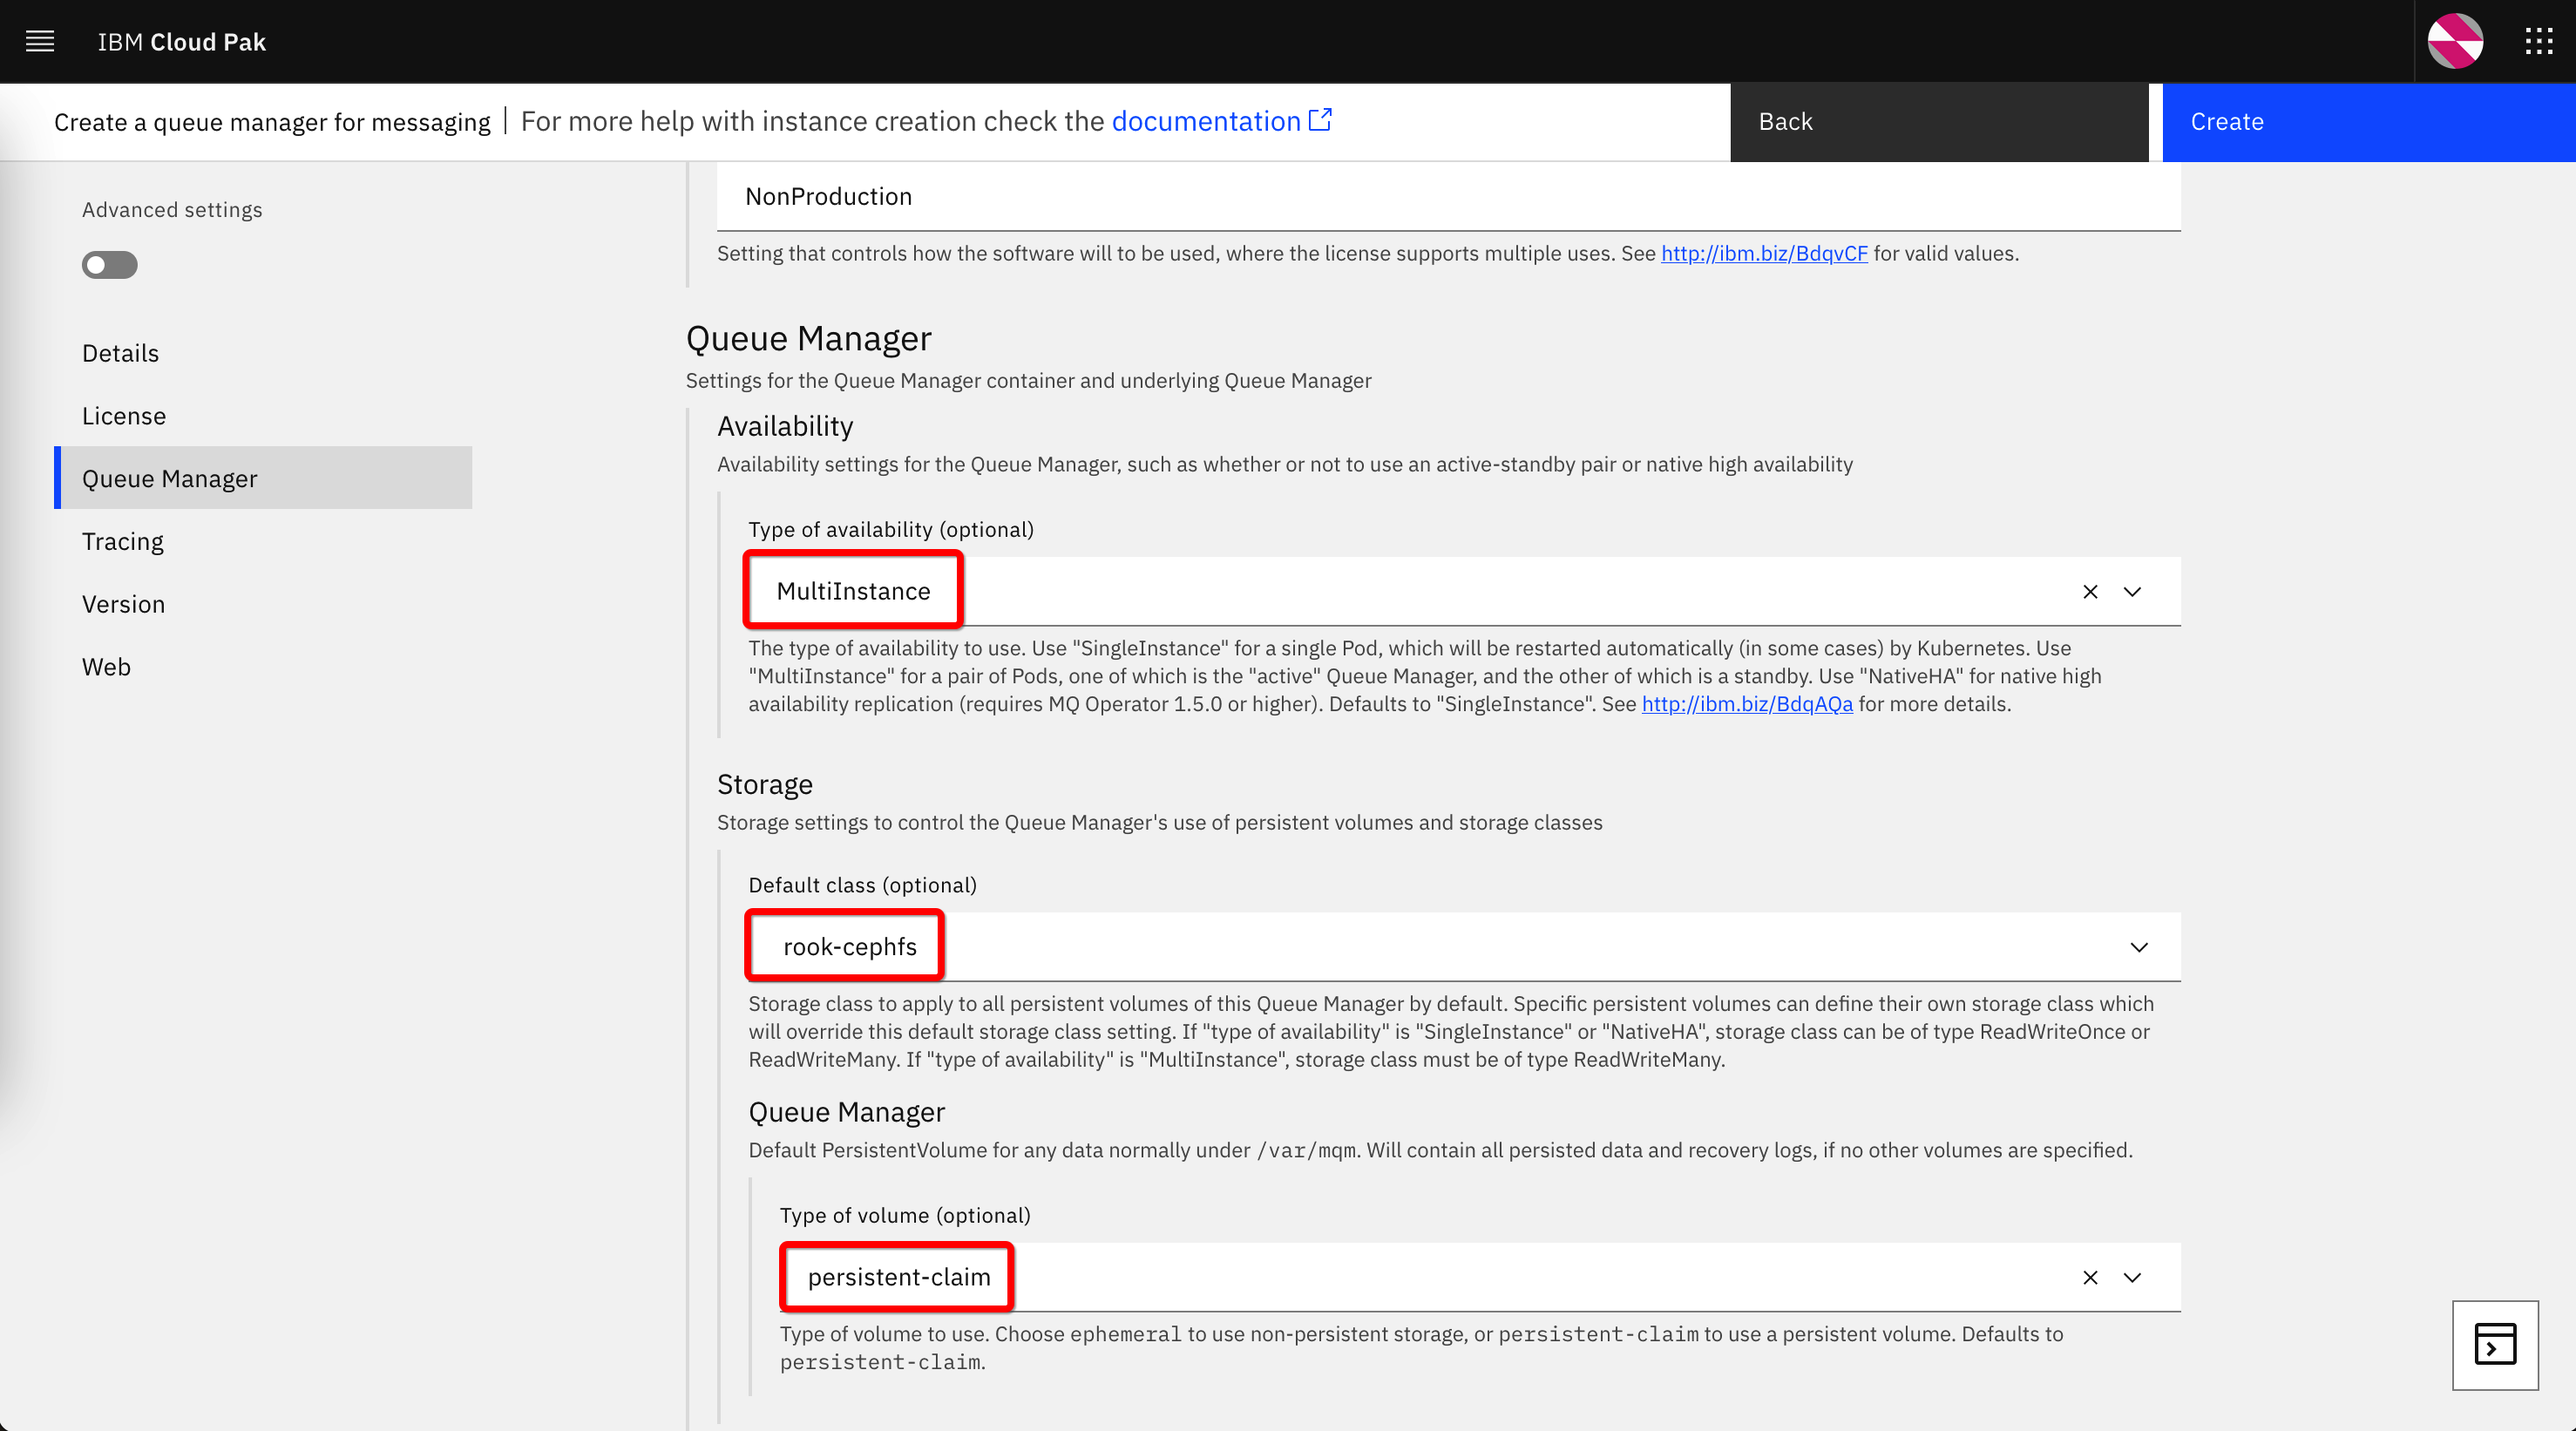 IBM Cloud Pak
Create a queue manager for messaging | For more help with instance creation check the documentation
Back
Create
Advanced settings
Details
License
Queue Manager
Tracing
Version
Web
NonProduction
Setting that controls how the software will to be used, where the license supports multiple uses. See http://ibm.biz/BdqvCF for valid values.
Queue Manager
Settings for the Queue Manager container and underlying Queue Manager
Availability
Availability settings for the Queue Manager, such as whether or not to use an active-standby pair or native high availability
Type of availability (optional)
MultiInstance
The type of availability to use. Use "SingleInstance" for a single Pod, which will be restarted automatically (in some cases) by Kubernetes. Use
"MultiInstance" for a pair of Pods, one of which is the "active" Queue Manager, and the other of which is a standby. Use "NativeHA" for native high
availability replication (requires MQ Operator 1.5.0 or higher). Defaults to "SingleInstance". See http://ibm.biz/BdqAQa for more details.
Storage
Storage settings to control the Queue Manager's use of persistent volumes and storage classes
Default class (optional)
rook-cephfs
Storage class to apply to all persistent volumes of this Queue Manager by default. Specific persistent volumes can define their own storage class which
will override this default storage class setting. If "type of availability" is "SingleInstance" or "NativeHA", storage class can be of type ReadWriteOnce or
ReadWriteMany. If "type of availability" is "MultiInstance", storage class must be of type ReadWriteMany.
Queue Manager
Default PersistentVolume for any data normally under /var/mqm. Will contain all persisted data and recovery logs, if no other volumes are specified.
Type of volume (optional)
persistent-claim
Type of volume to use. Choose ephemeral to use non-persistent storage, or persistent-claim to use a persistent volume. Defaults to
persistent-claim.